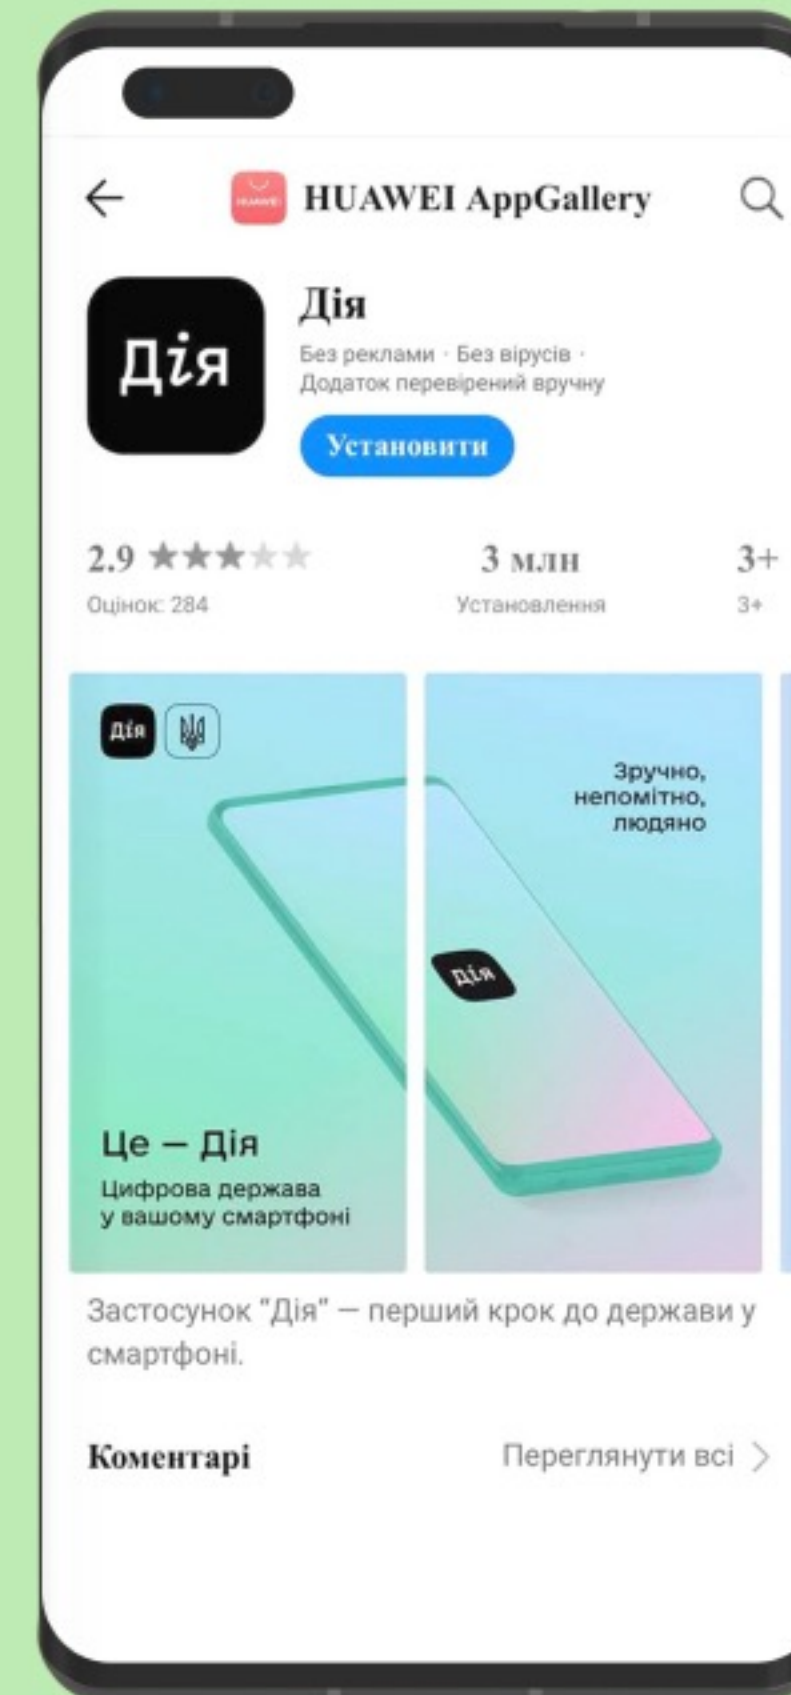 HUAWEI AppGallery
HUAWEI
Дія
Дія
Без реклами · Без вірусів ·
Додаток перевірений вручну
Установити
2.9
3 млн
3+
Оцінок: 284
Установлення
3+
Дія
Зручно,
непомітно,
людяно
Дія
Це — Дія
Цифрова держава
у вашому смартфоні
Застосунок "Дія" — перший крок до держави у
смартфоні.
Коментарі
Переглянути всі